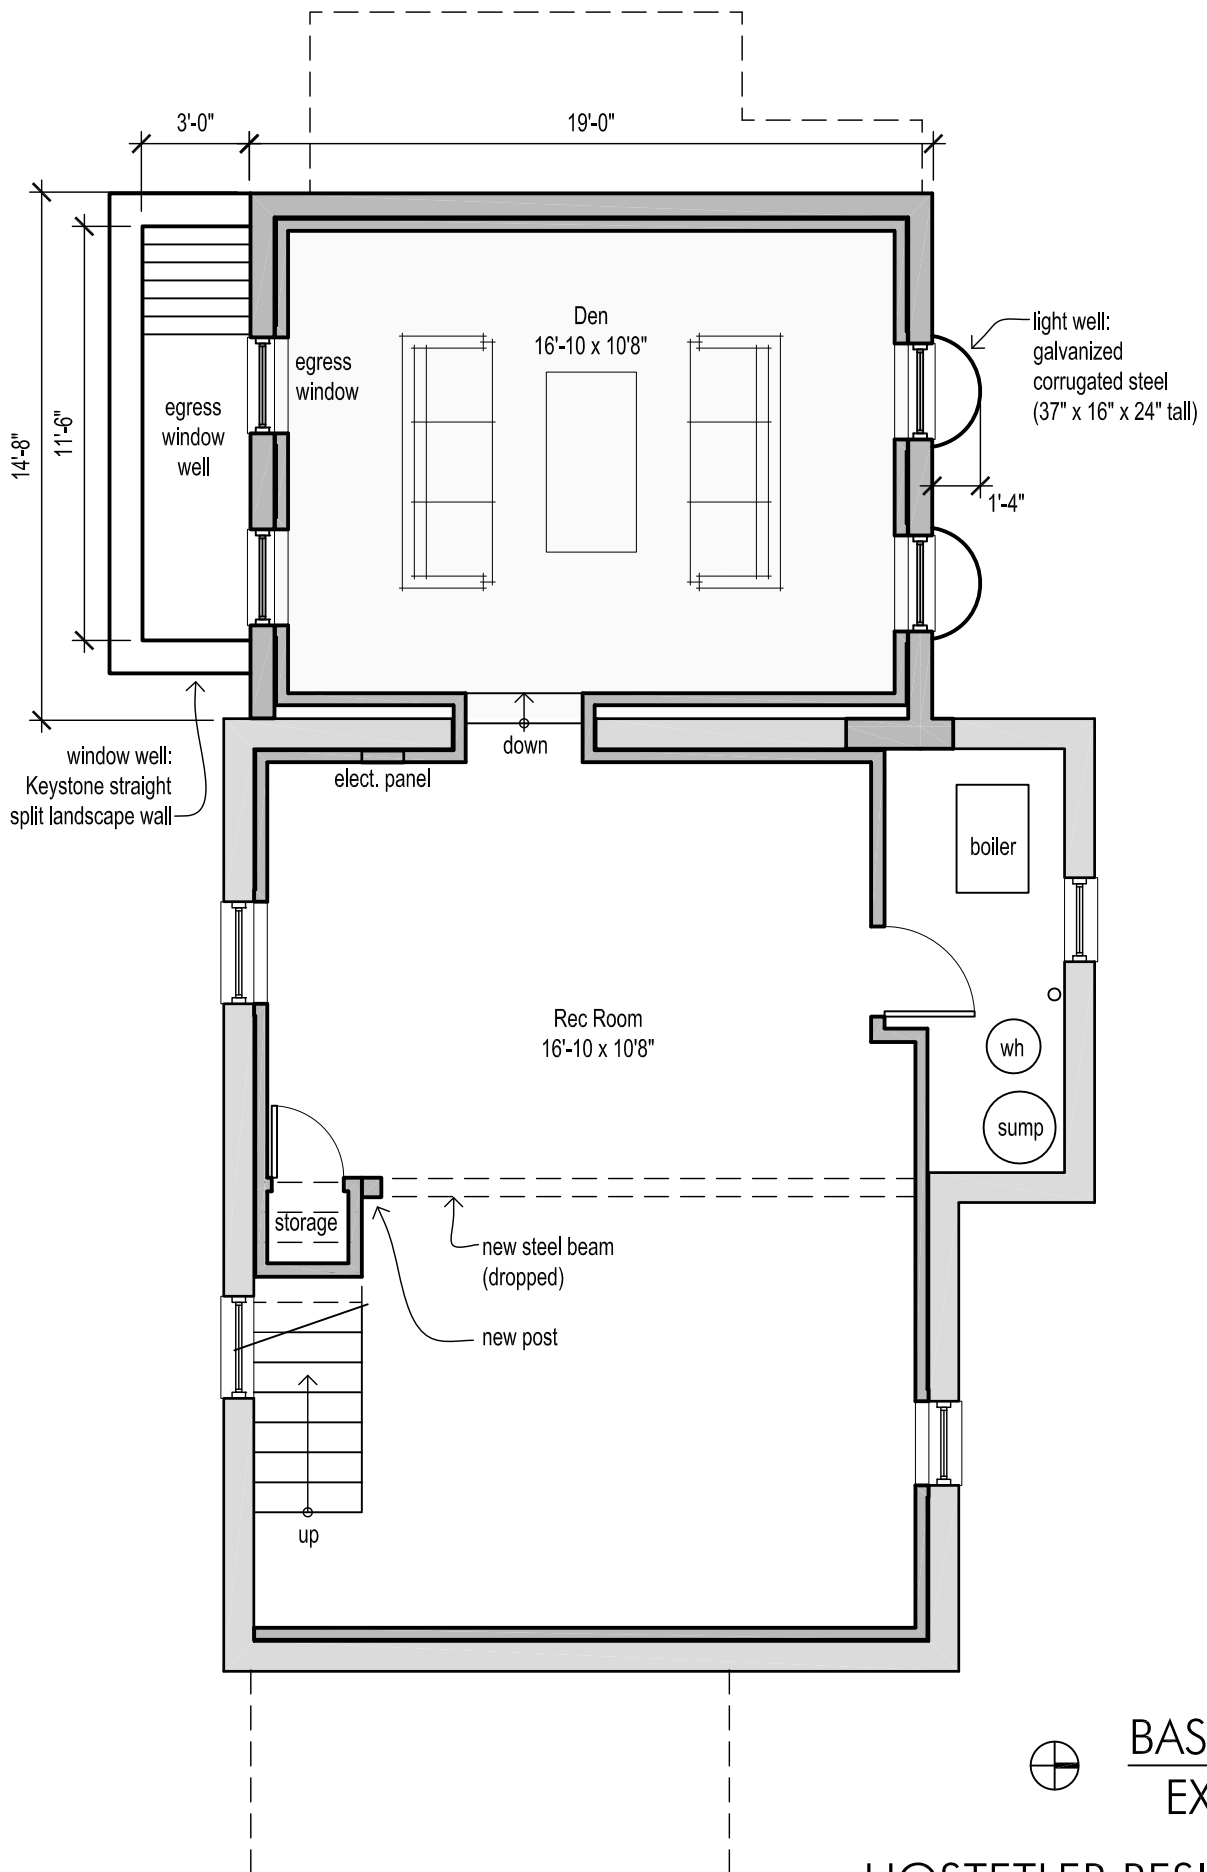 3'-0"
19'-0"
14'-8"
11'-6"
Den
16'-10 x 10'8"
egress
window
egress
window
well
light well:
galvanized
corrugated steel
(37" x 16" x 24" tall)
1'-4"
window well:
Keystone straight
split landscape wall
down
elect. panel
boiler
Rec Room
16'-10 x 10'8"
wh
sump
storage
new steel beam
(dropped)
new post
up
BAS
EX